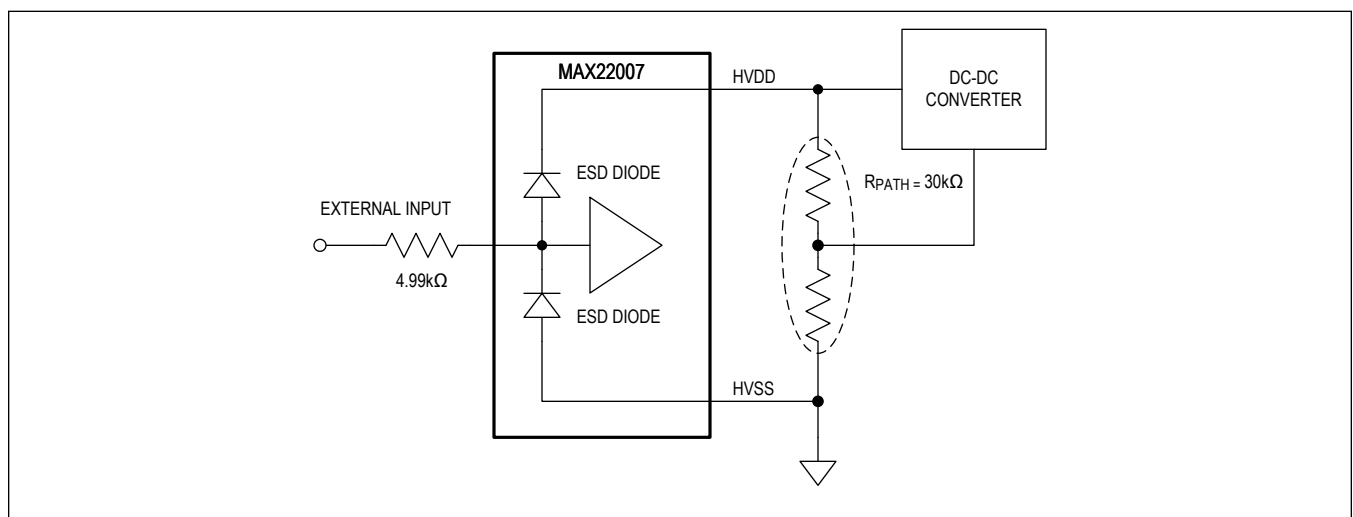 MAX22007
HVDD
DC-DC
CONVERTER
ESD DIODE
RPATH = 30kΩ
EXTERNAL INPUT
4.99kΩ
ESD DIODE
HVSS